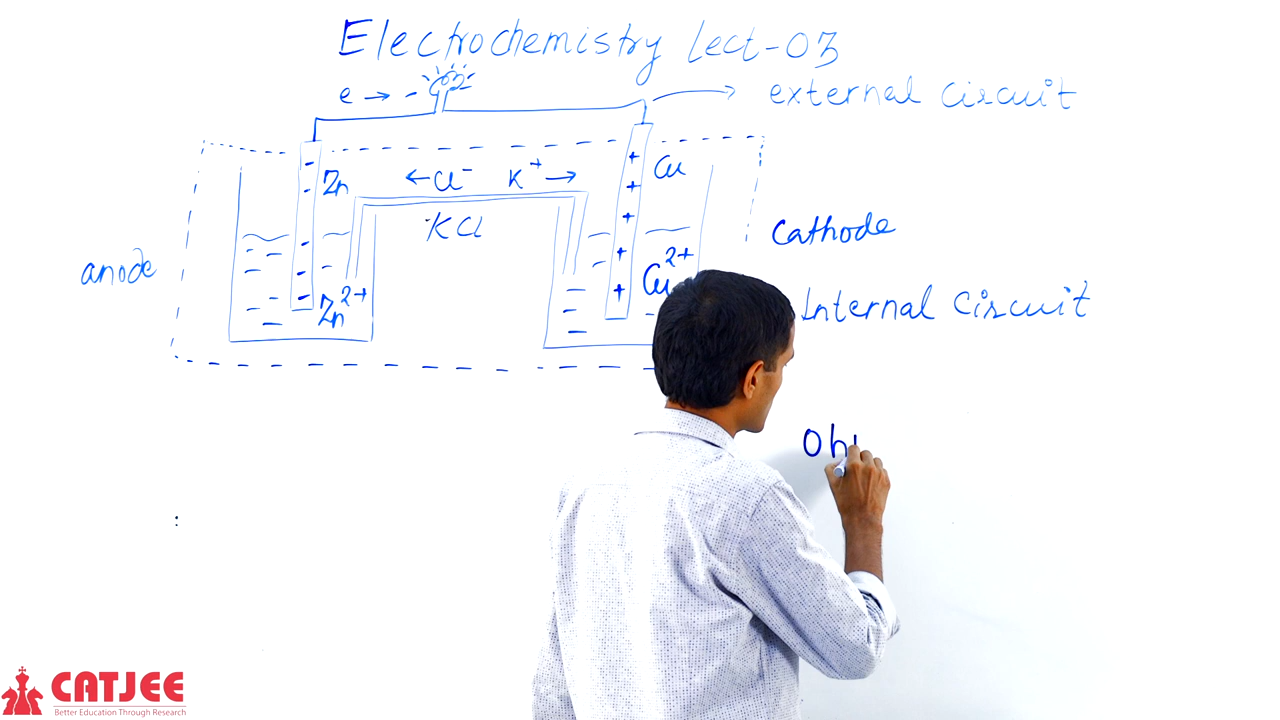 Electrochemistry Lect-03
e → -
external circuit
Zn
← Cl⁻ K⁺ →
Cu
KCl
Cathode
anode
Zn²⁺
Cu²⁺
Internal Circuit
Oh
CATJEE
Better Education Through Research